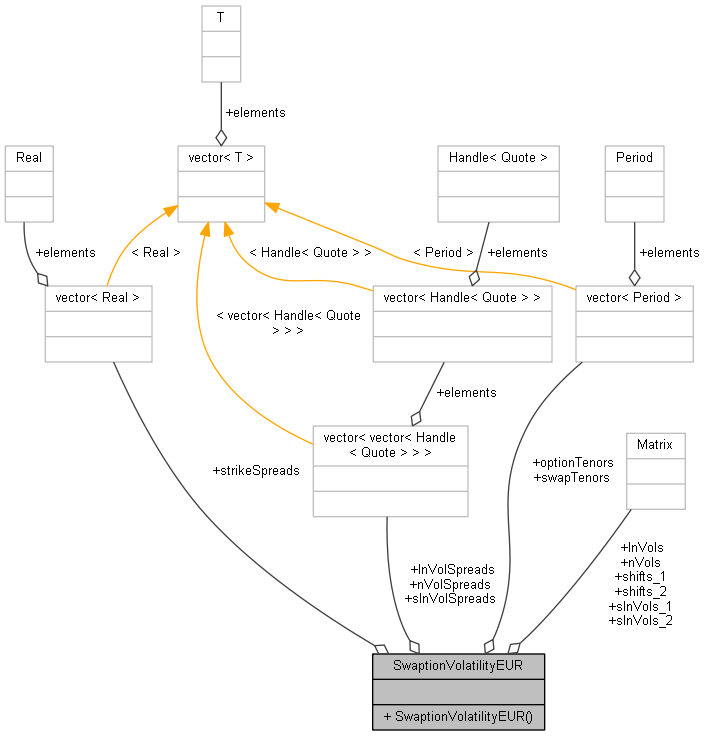 T
+elements
Real
vector< T >
Handle< Quote >
Period
+elements
< Real >
< Handle< Quote > >
+elements
< Period >
+elements
vector< Real >
vector< Handle< Quote > >
vector< Period >
< vector< Handle< Quote
> > >
+elements
vector< vector< Handle
< Quote > > >
Matrix
+strikeSpreads
+optionTenors
+swapTenors
+lnVolSpreads
+nVolSpreads
+slnVolSpreads
+lnVols
+nVols
+shifts_1
+shifts_2
+slnVols_1
+slnVols_2
SwaptionVolatilityEUR
+ SwaptionVolatilityEUR()